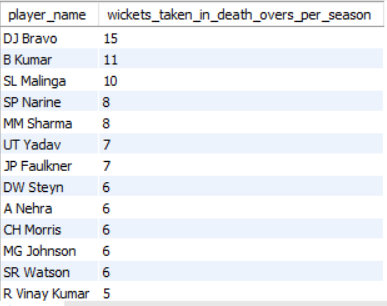 player_name wickets_taken_in_death_overs_per_season
DJ Bravo 15
B Kumar 11
SL Malinga 10
SP Narine 8
MM Sharma 8
UT Yadav 7
JP Faulkner 7
DW Steyn 6
A Nehra 6
CH Morris 6
MG Johnson 6
SR Watson 6
R Vinay Kumar 5